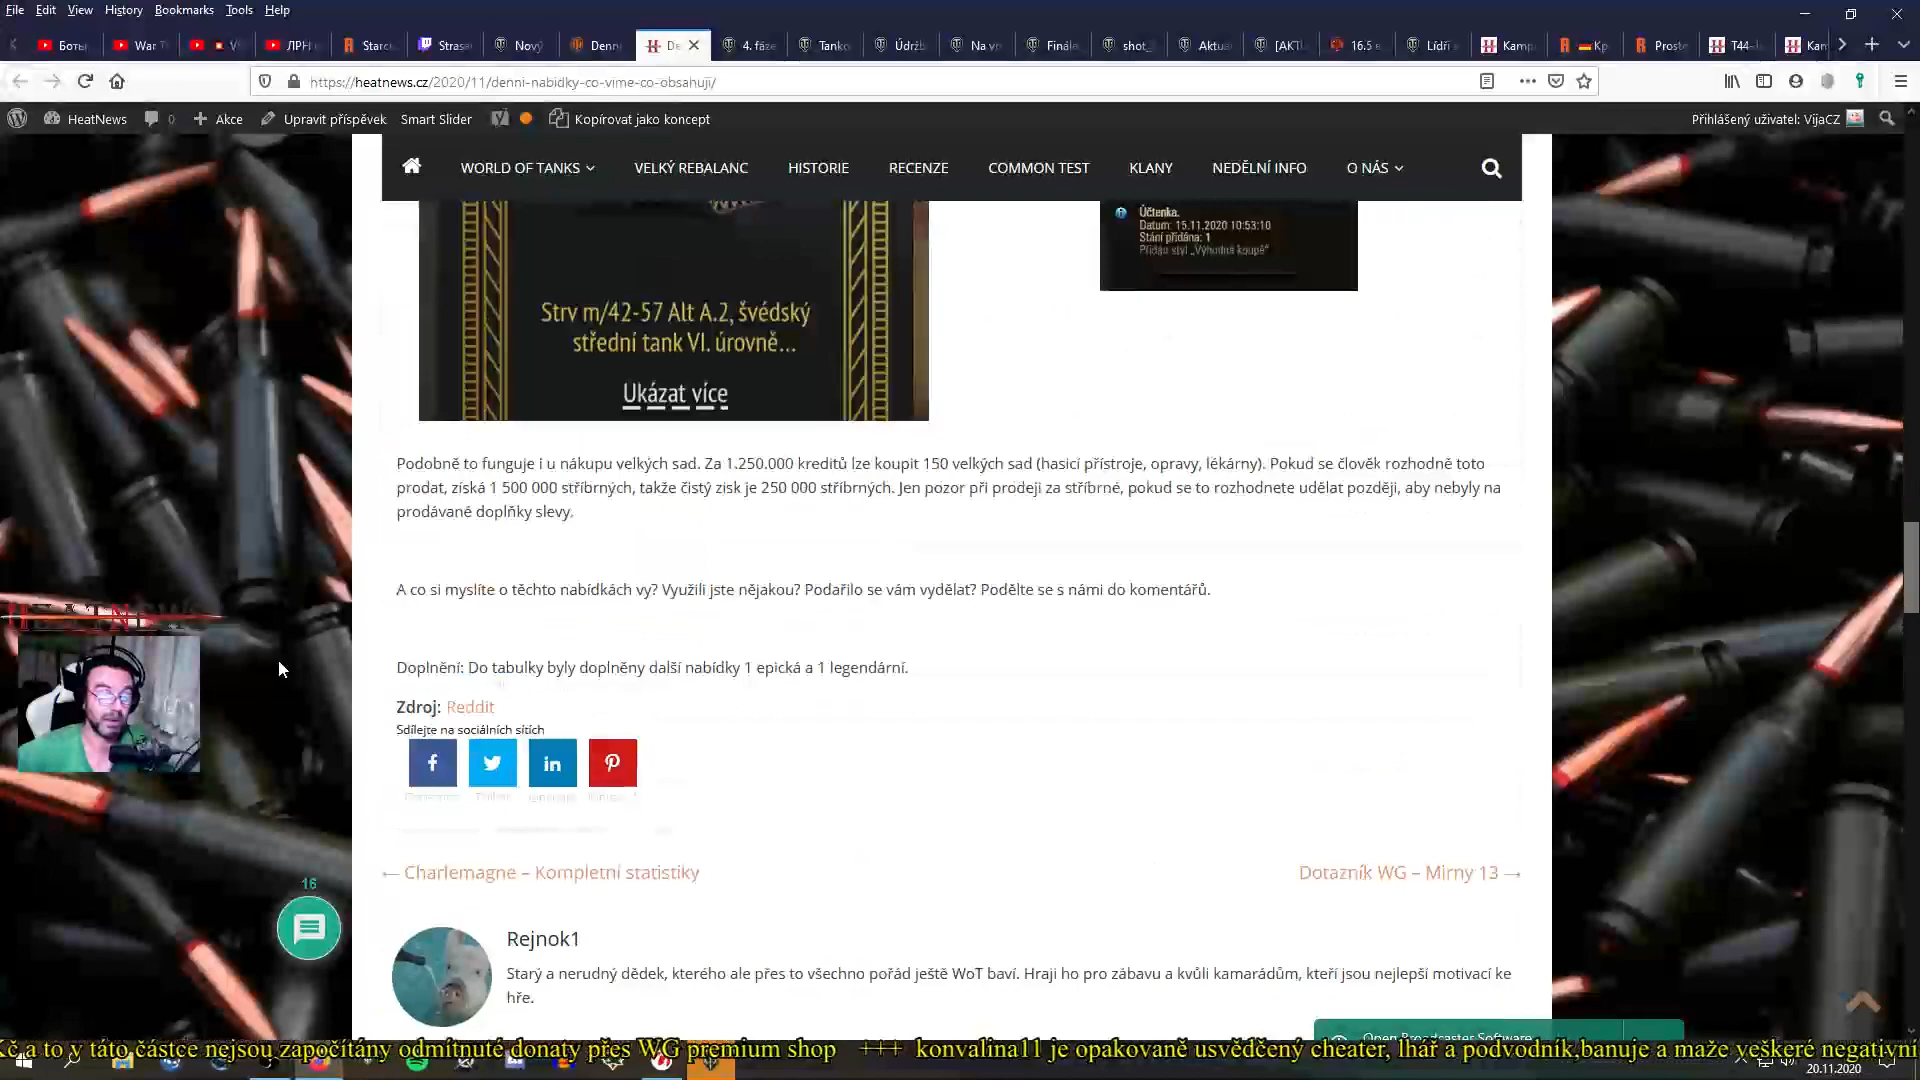 File Edit View History Bookmarks Tools Help
Боты War T V ЛРН Starc Strase Nový Denn De 4. fáze Tanko Údržb Na v Finále shot_ Aktua [AKTU 16.5 Lídři Kamp Кр Proste T44- Kam
https://heatnews.cz/2020/11/denni-nabidky-co-vime-co-obsahuji/
HeatNews 0 Akce Upravit příspěvek Smart Slider Kopírovat jako koncept Přihlášený uživatel: VijaCZ
WORLD OF TANKS VELKÝ REBALANC HISTORIE RECENZE COMMON TEST KLANY NEDĚLNÍ INFO O NÁS
Účtenka.
Datum: 15.11.2020 10:53:10
Stání přidána: 1
Přidán styl „Výhodná koupě“
Strv m/42-57 Alt A.2, švédský
střední tank VI. úrovně...
Ukázat více
Podobně to funguje i u nákupu velkých sad. Za 1.250.000 kreditů lze koupit 150 velkých sad (hasicí přístroje, opravy, lékárny). Pokud se člověk rozhodně toto
prodat, získá 1 500 000 stříbrných, takže čistý zisk je 250 000 stříbrných. Jen pozor při prodeji za stříbrné, pokud se to rozhodnete udělat později, aby nebyly na
prodávané doplňky slevy.
A co si myslíte o těchto nabídkách vy? Využili jste nějakou? Podařilo se vám vydělat? Podělte se s námi do komentářů.
Doplnění: Do tabulky byly doplněny další nabídky 1 epická a 1 legendární.
Zdroj: Reddit
Sdílejte na sociálních sítích
← Charlemagne – Kompletní statistiky
Dotazník WG – Mirny 13 →
16
Rejnok1
Starý a nerudný dědek, kterého ale přes to všechno pořád ještě WoT baví. Hraji ho pro zábavu a kvůli kamarádům, kteří jsou nejlepší motivací ke
hře.
Open Broadcaster Software
Kč a to v táto částce nejsou započítány odmítnuté donaty přes WG premium shop +++ konvalina11 je opakovaně usvědčený cheater, lhář a podvodník,banuje a maže veškeré negativní
20.11.2020